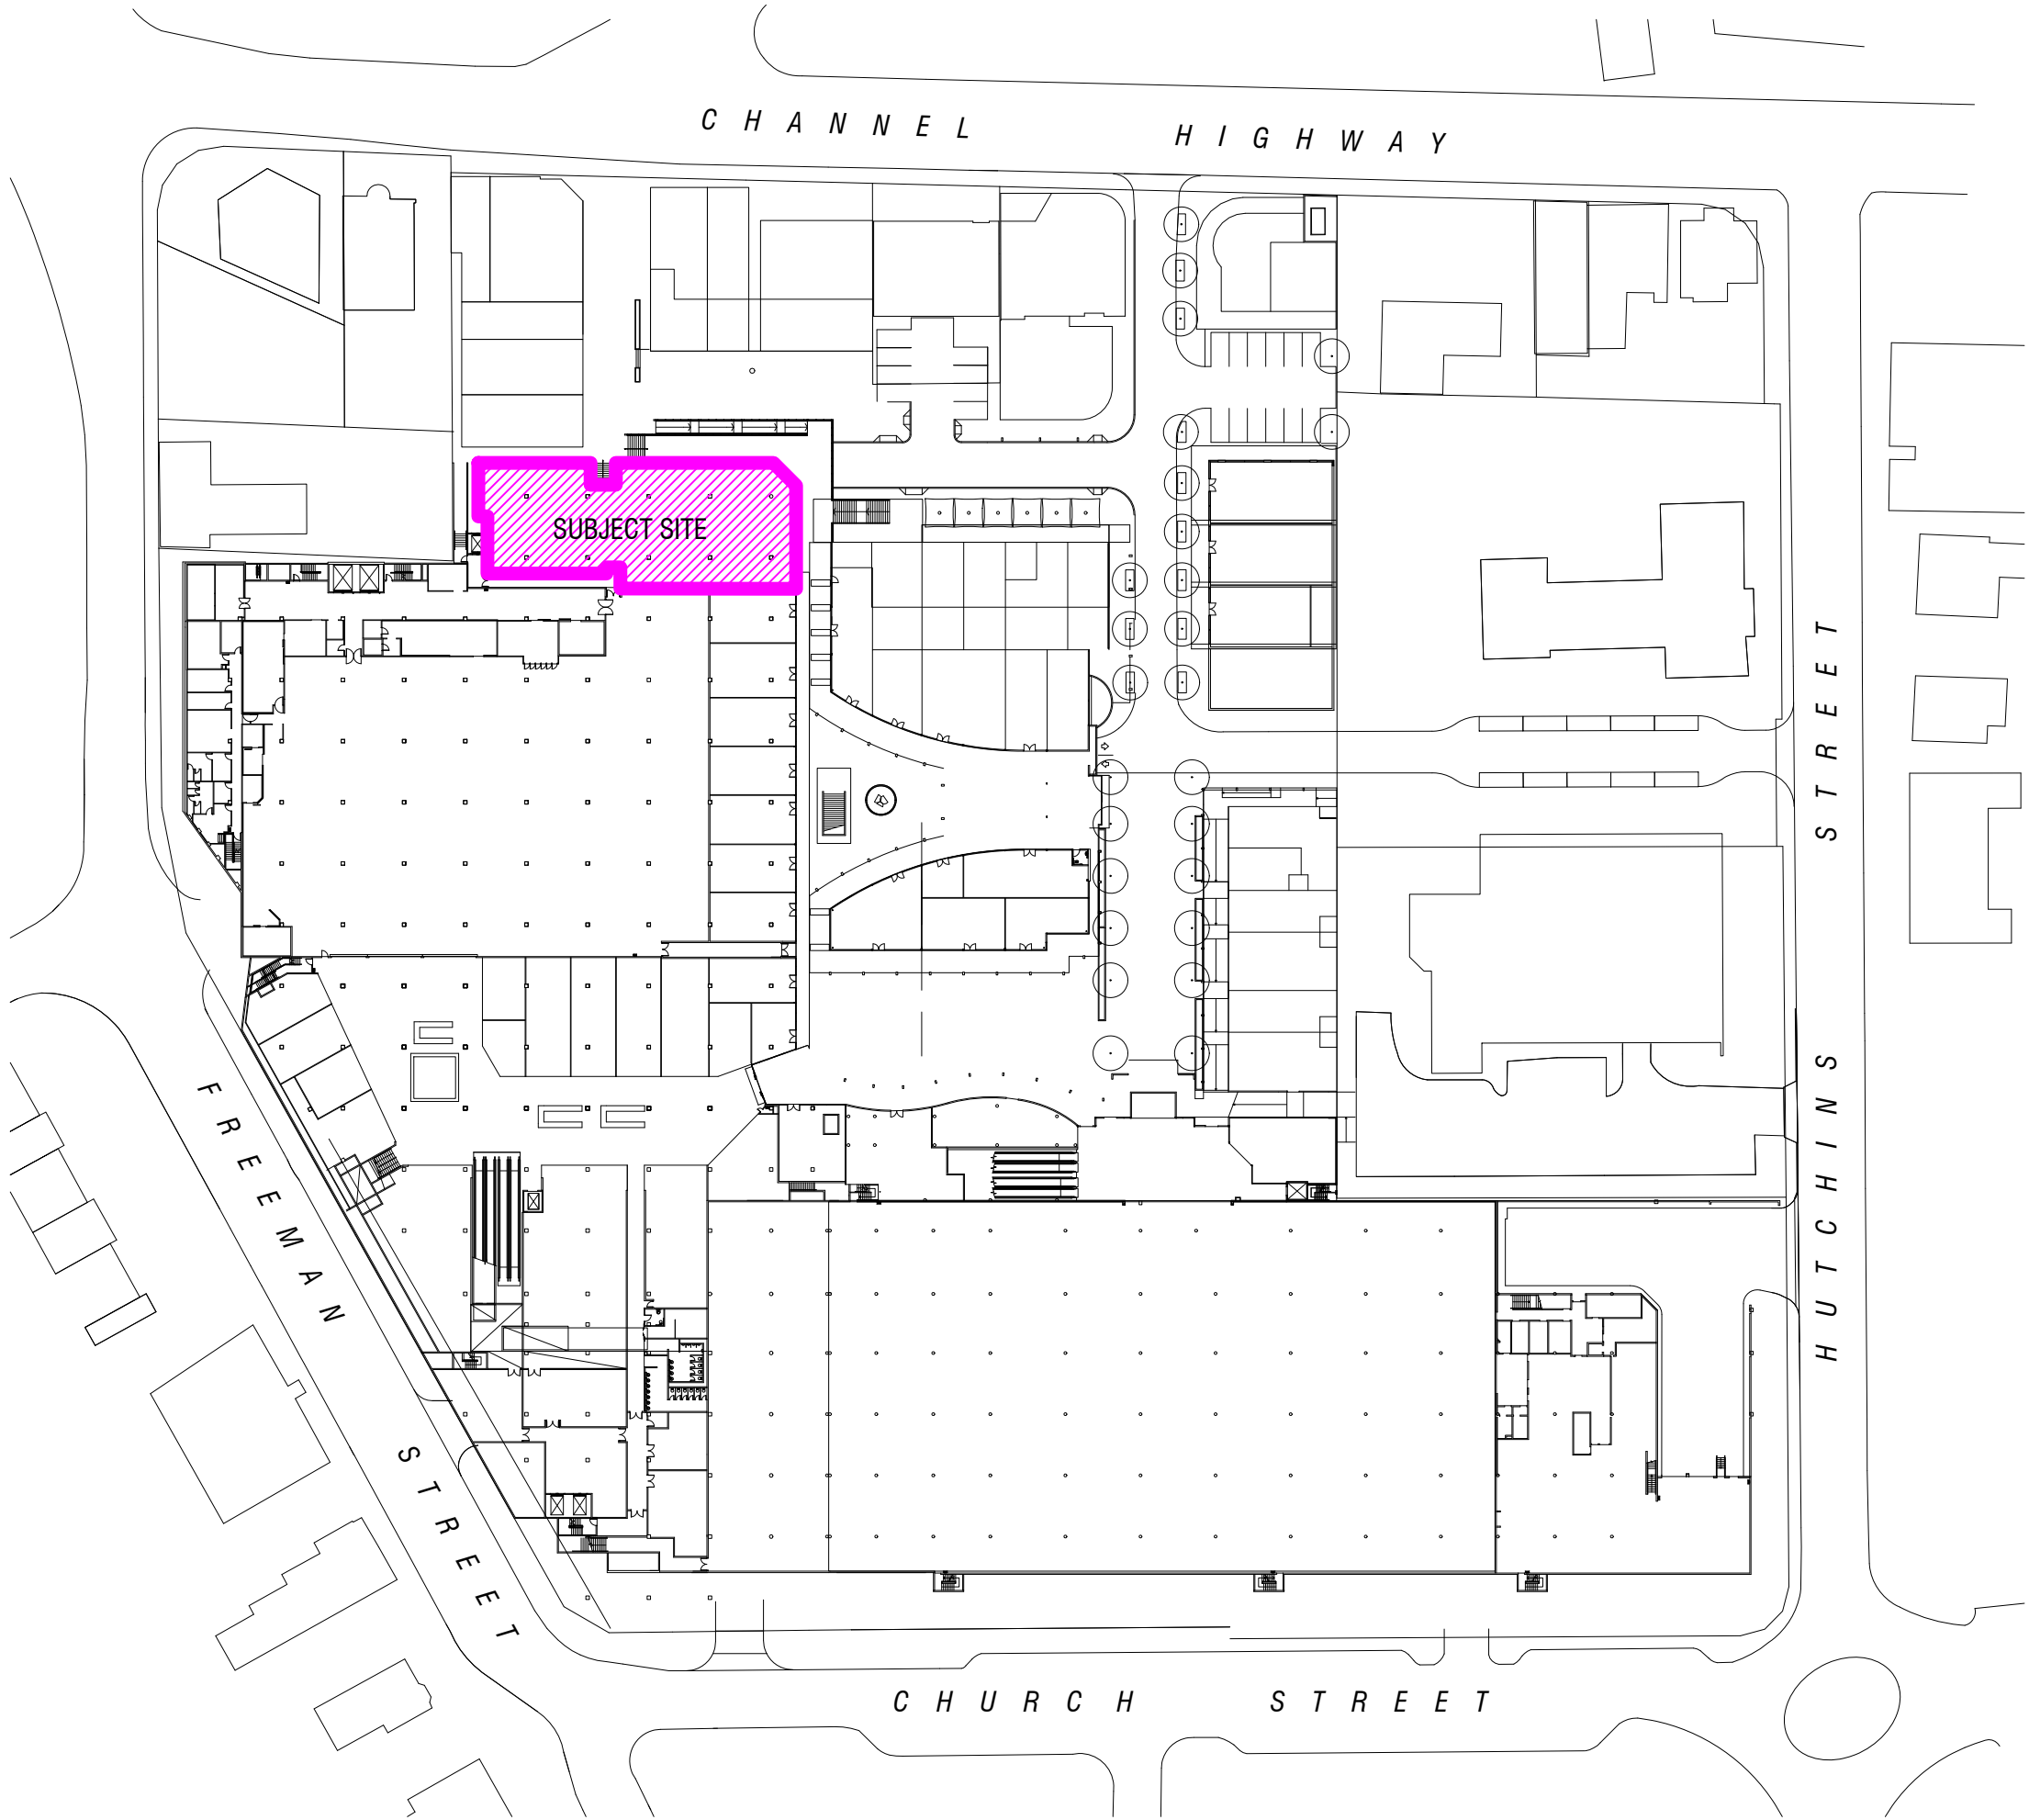 CHANNEL HIGHWAY
SUBJECT SITE
HUTCHINS STREET
FREEMAN STREET
CHURCH STREET